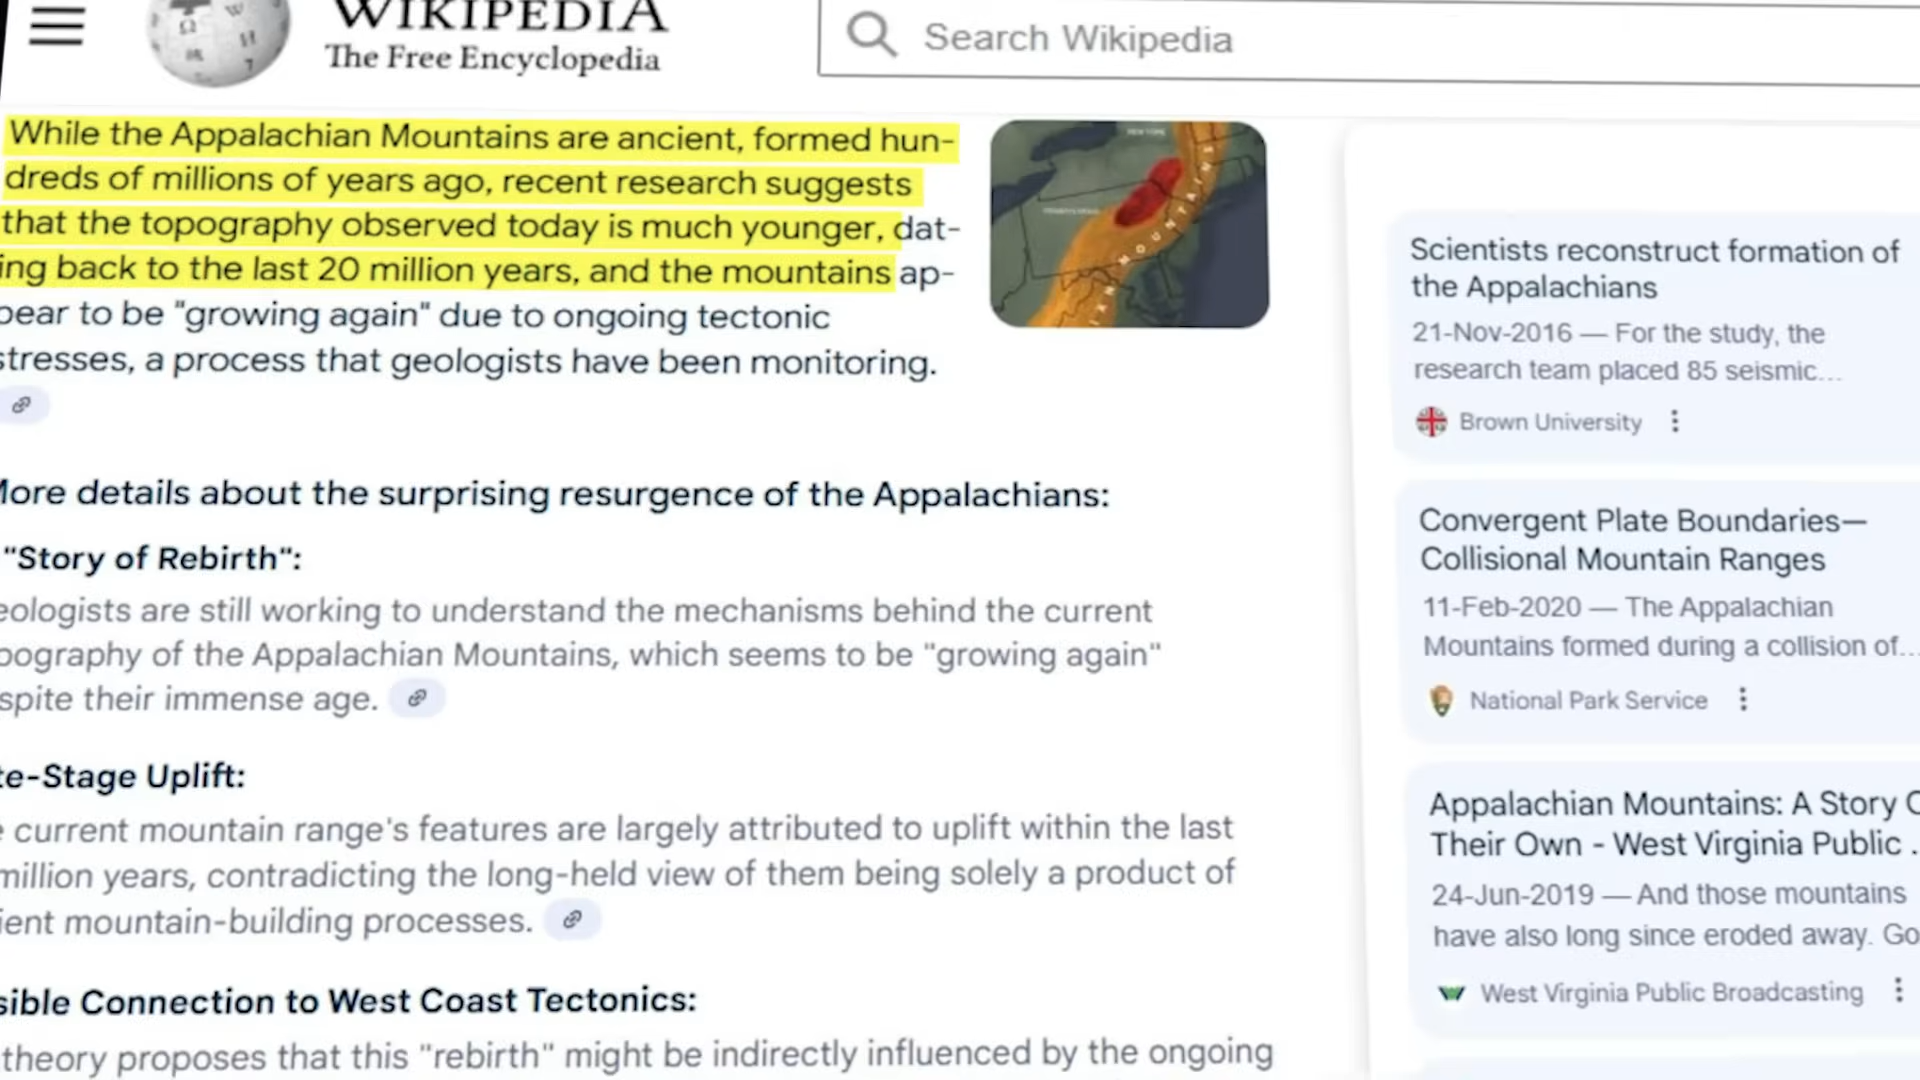 WIKIPEDIA
The Free Encyclopedia
Search Wikipedia
While the Appalachian Mountains are ancient, formed hun-
dreds of millions of years ago, recent research suggests
that the topography observed today is much younger, dat-
ing back to the last 20 million years, and the mountains ap-
pear to be "growing again" due to ongoing tectonic
stresses, a process that geologists have been monitoring.
More details about the surprising resurgence of the Appalachians:
"Story of Rebirth":
eologists are still working to understand the mechanisms behind the current
pography of the Appalachian Mountains, which seems to be "growing again"
spite their immense age.
te-Stage Uplift:
e current mountain range's features are largely attributed to uplift within the last
million years, contradicting the long-held view of them being solely a product of
ient mountain-building processes.
sible Connection to West Coast Tectonics:
theory proposes that this "rebirth" might be indirectly influenced by the ongoing
NEW YORK
MOUNTAINS
Scientists reconstruct formation of
the Appalachians
21-Nov-2016 — For the study, the
research team placed 85 seismic...
Brown University
Convergent Plate Boundaries—
Collisional Mountain Ranges
11-Feb-2020 — The Appalachian
Mountains formed during a collision of...
National Park Service
Appalachian Mountains: A Story O
Their Own - West Virginia Public .
24-Jun-2019 — And those mountains
have also long since eroded away. Go
West Virginia Public Broadcasting